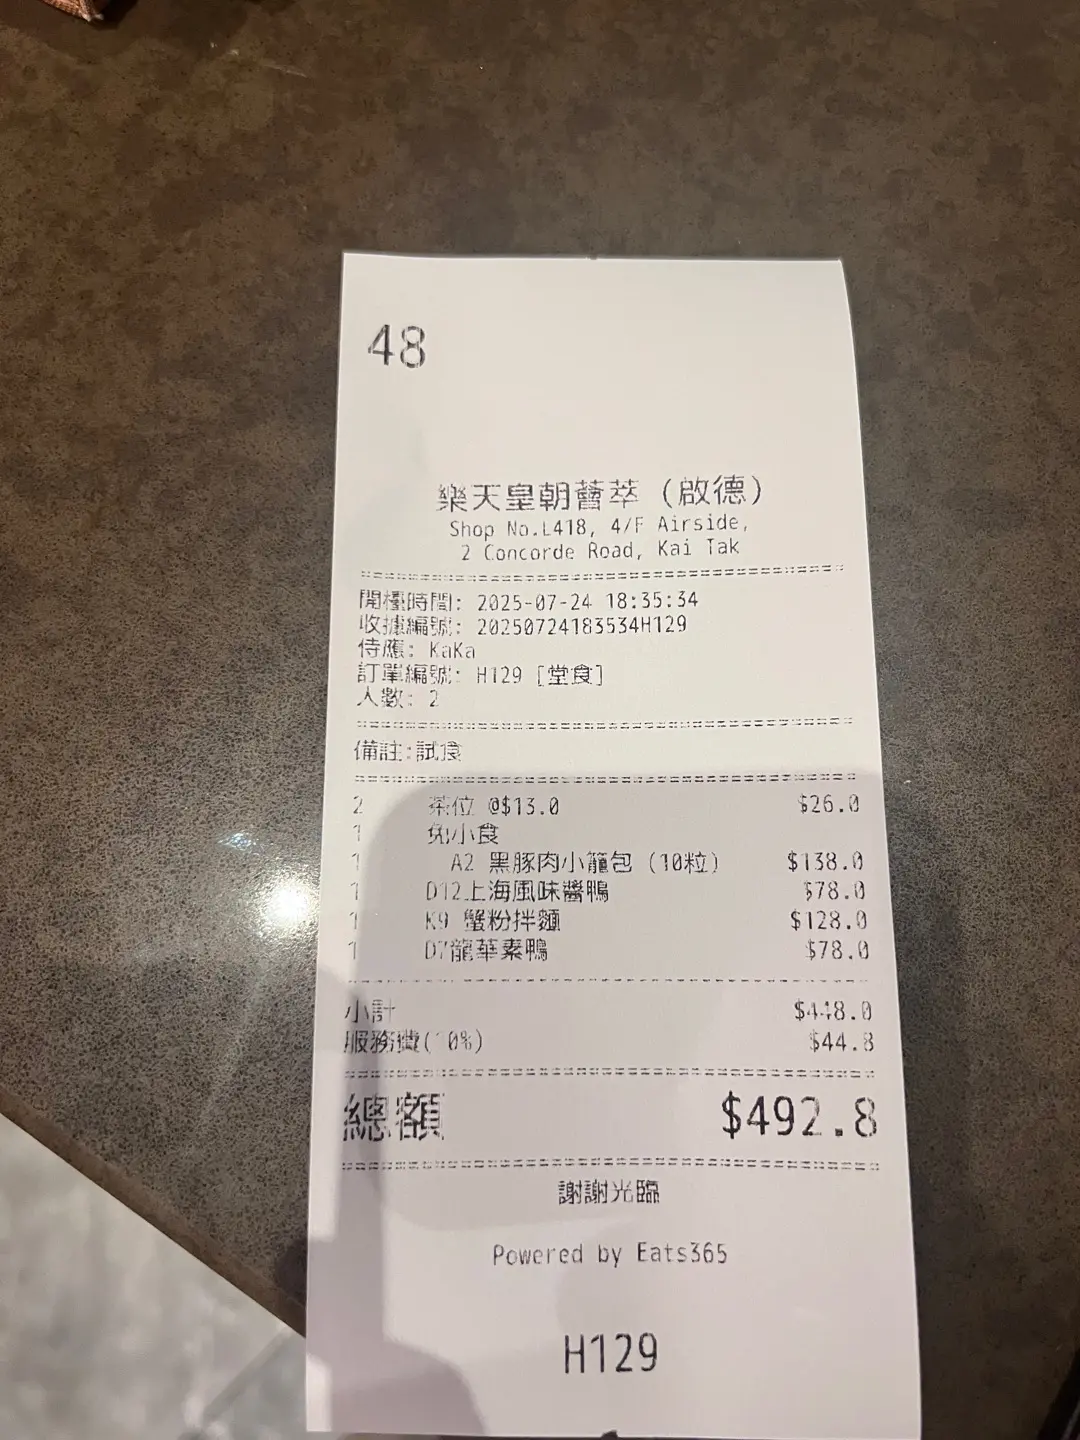 48
樂天皇朝薈萃 (啟德)
Shop No.L418, 4/F Airside,
2 Concorde Road, Kai Tak
開檯時間: 2025-07-24 18:35:34
收據編號: 20250724183534H129
侍應: KaKa
訂單編號: H129 [堂食]
人數: 2
備註:試食
2 茶位 @$13.0 $26.0
1 免小食
1 A2 黑豚肉小籠包 (10粒) $138.0
1 D12上海風味醬鴨 $78.0
1 K9 蟹粉拌麵 $128.0
1 D7龍華素鴨 $78.0
小計 $448.0
服務費(10%) $44.8
總額 $492.8
謝謝光臨
Powered by Eats365
H129